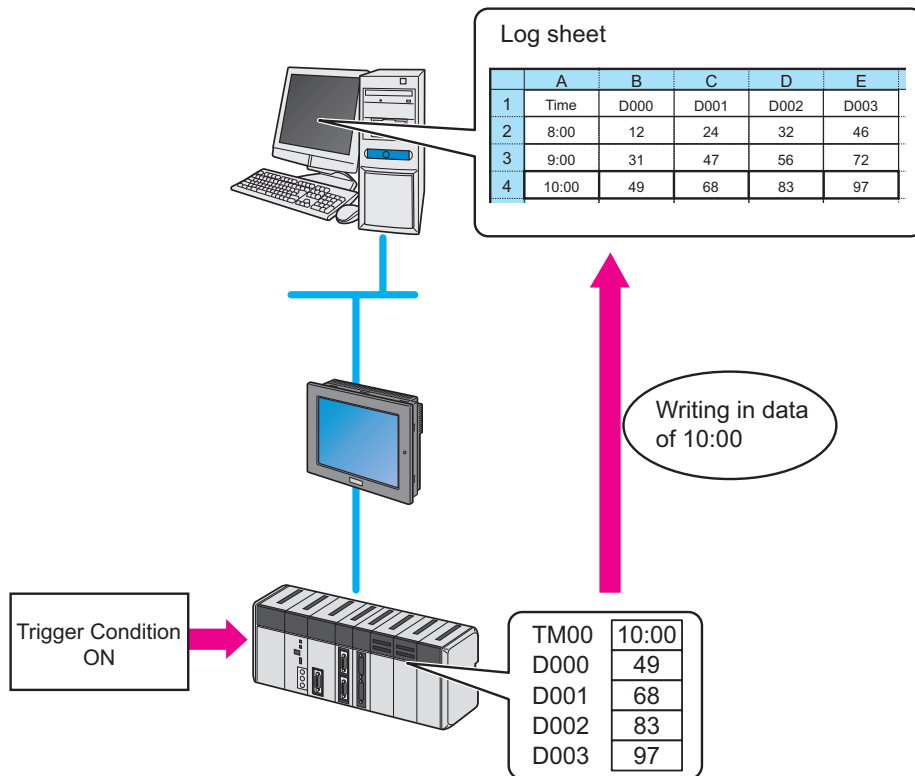 Log sheet
A B C D E
1 Time D000 D001 D002 D003
2 8:00 12 24 32 46
3 9:00 31 47 56 72
4 10:00 49 68 83 97
Writing in data
of 10:00
Trigger Condition
ON
TM00 10:00
D000 49
D001 68
D002 83
D003 97